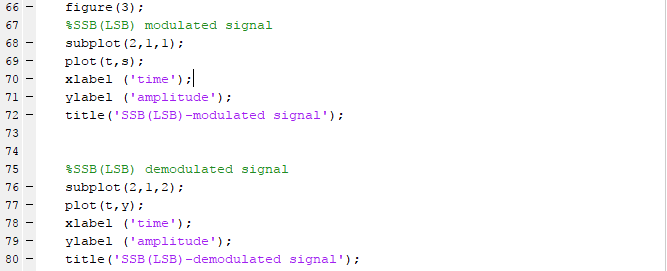 66 – figure(3);
67 %SSB(LSB) modulated signal
68 – subplot(2,1,1);
69 – plot(t,s);
70 – xlabel ('time');
71 – ylabel ('amplitude');
72 – title('SSB(LSB)-modulated signal');
73
74
75 %SSB(LSB) demodulated signal
76 – subplot(2,1,2);
77 – plot(t,y);
78 – xlabel ('time');
79 – ylabel ('amplitude');
80 – title('SSB(LSB)-demodulated signal');